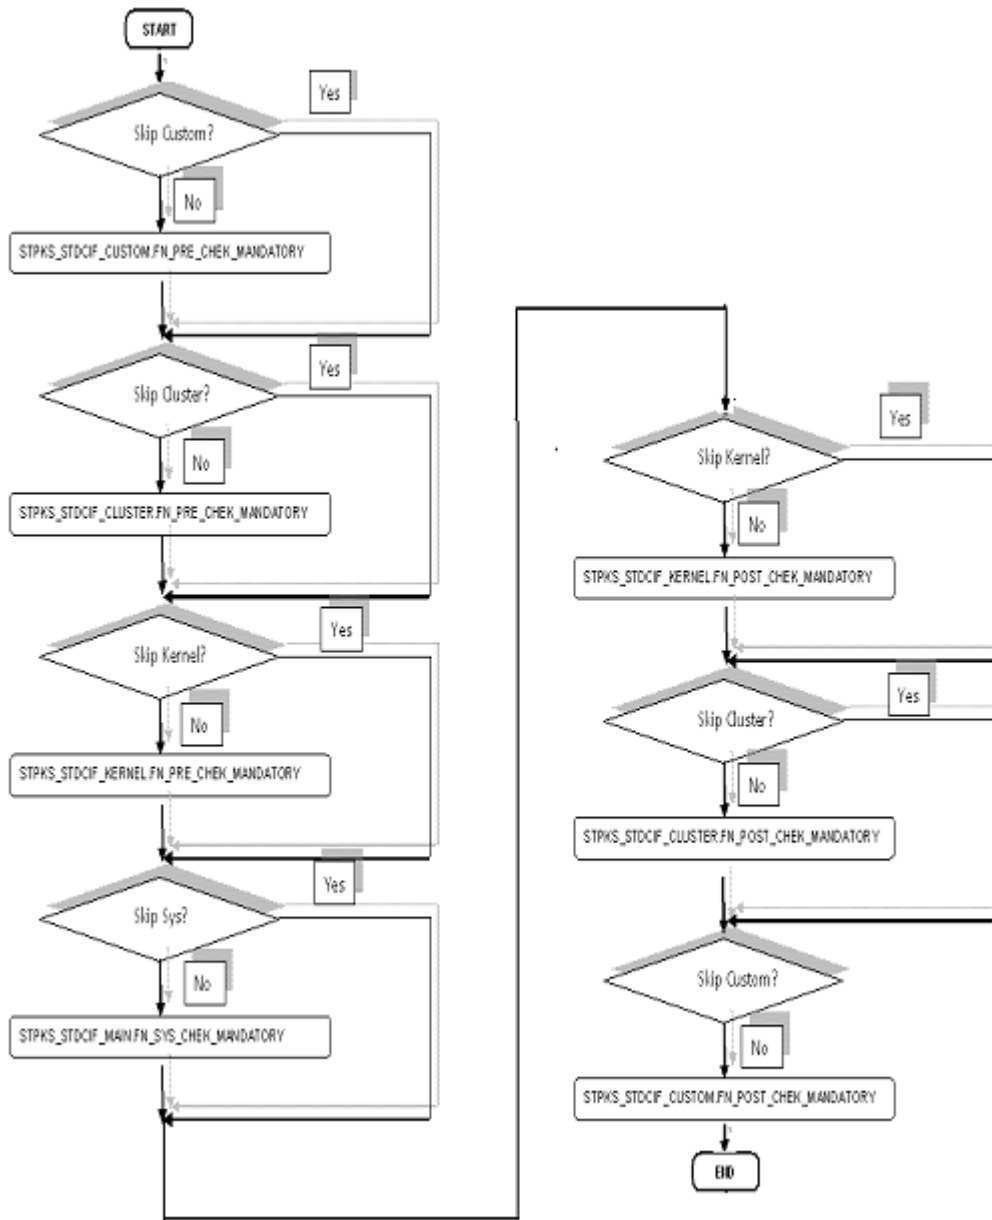 START
Yes
Skip Custom?
No
STPKS_STDCIF_CUSTOM.FN_PRE_CHEK_MANDATORY
Yes
Skip Cluster?
No
STPKS_STDCIF_CLUSTER.FN_PRE_CHEK_MANDATORY
Yes
Skip Kernel?
No
STPKS_STDCIF_KERNEL.FN_PRE_CHEK_MANDATORY
Yes
Skip Sys?
No
STPKS_STDCIF_MAIN.FN_SYS_CHEK_MANDATORY
Yes
Skip Kernel?
No
STPKS_STDCIF_KERNEL.FN_POST_CHEK_MANDATORY
Yes
Skip Cluster?
No
STPKS_STDCIF_CLUSTER.FN_POST_CHEK_MANDATORY
Skip Custom?
No
STPKS_STDCIF_CUSTOM.FN_POST_CHEK_MANDATORY
END